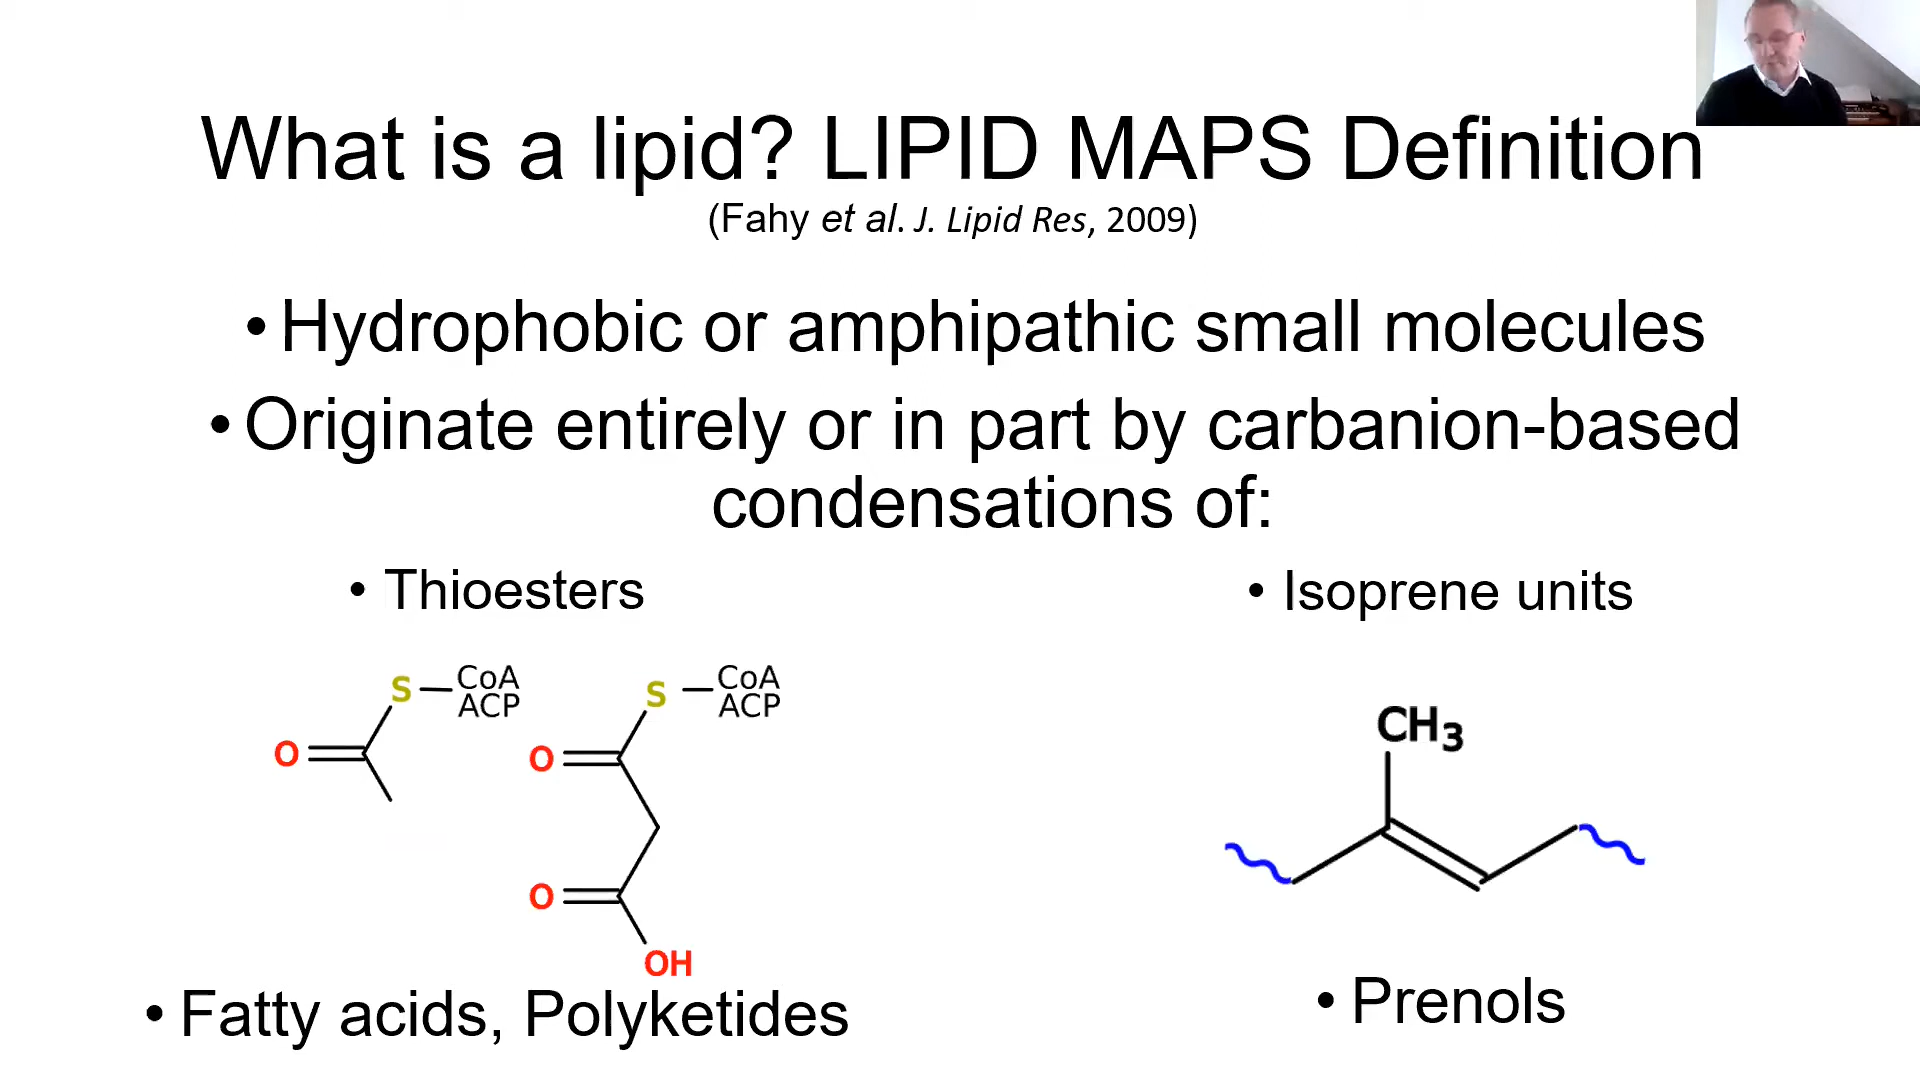 What is a lipid? LIPID MAPS Definition
(Fahy et al. J. Lipid Res, 2009)
• Hydrophobic or amphipathic small molecules
• Originate entirely or in part by carbanion-based
condensations of:
• Thioesters
• Isoprene units
S CoA
ACP
O
S CoA
ACP
O
O
OH
CH3
• Fatty acids, Polyketides
• Prenols